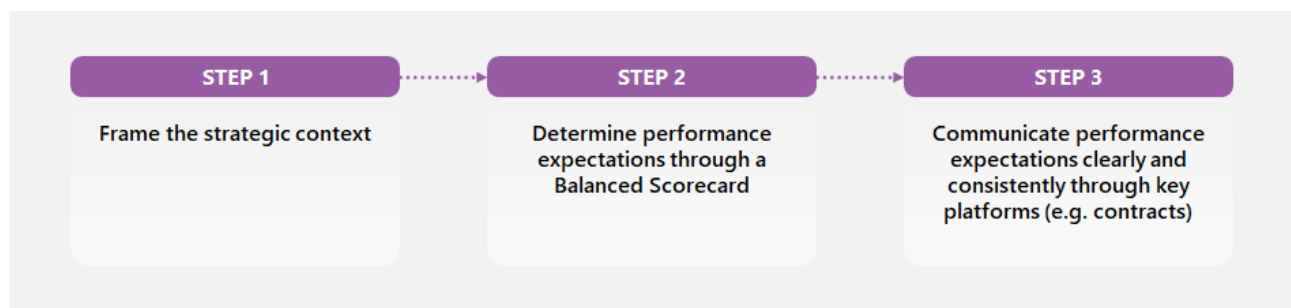 STEP 1
Frame the strategic context
STEP 2
Determine performance
expectations through a
Balanced Scorecard
STEP 3
Communicate performance
expectations clearly and
consistently through key
platforms (e.g. contracts)